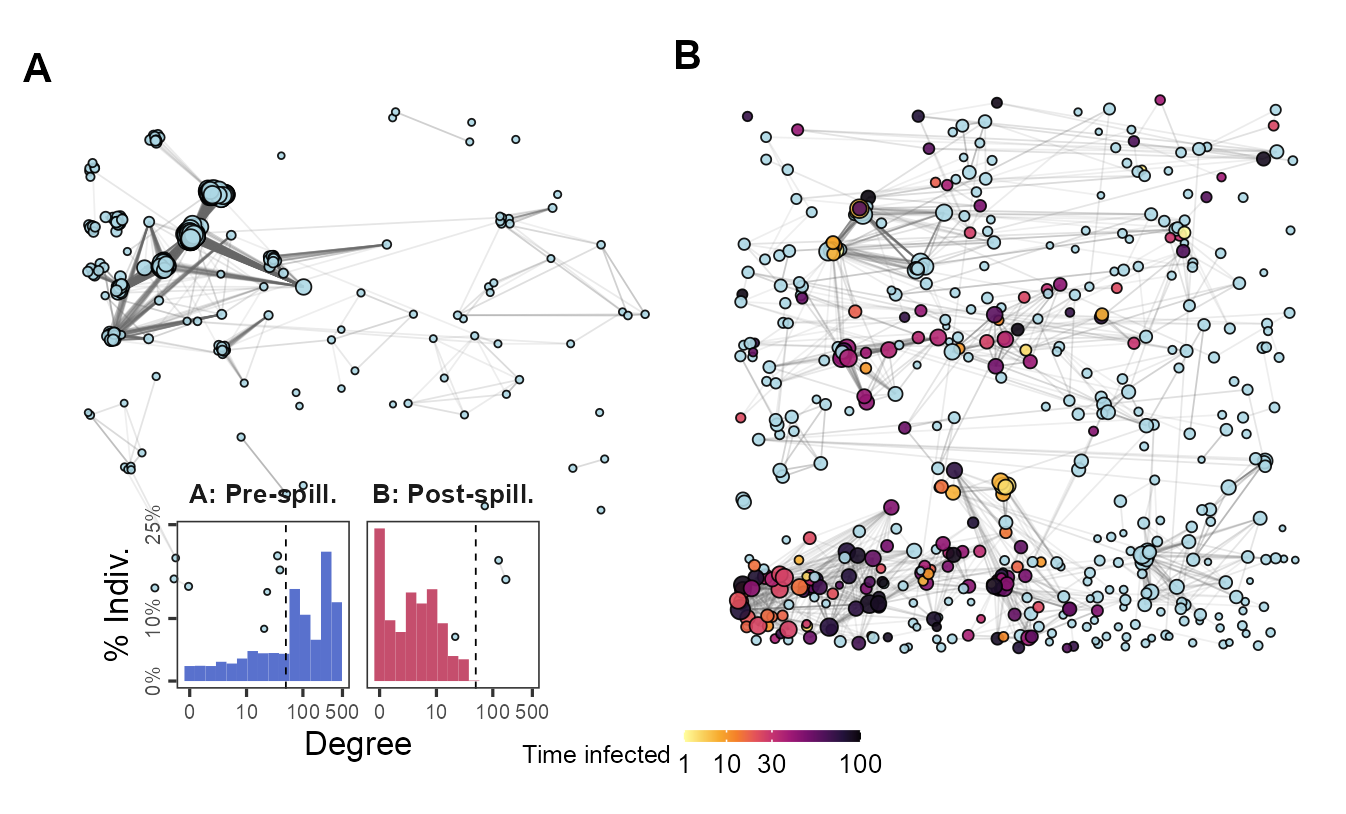 A
B
A: Pre-spill.
B: Post-spill.
% Indiv.
25%
10%
0%
0 10 100 500
0 10 100 500
Degree
Time infected
1 10 30 100